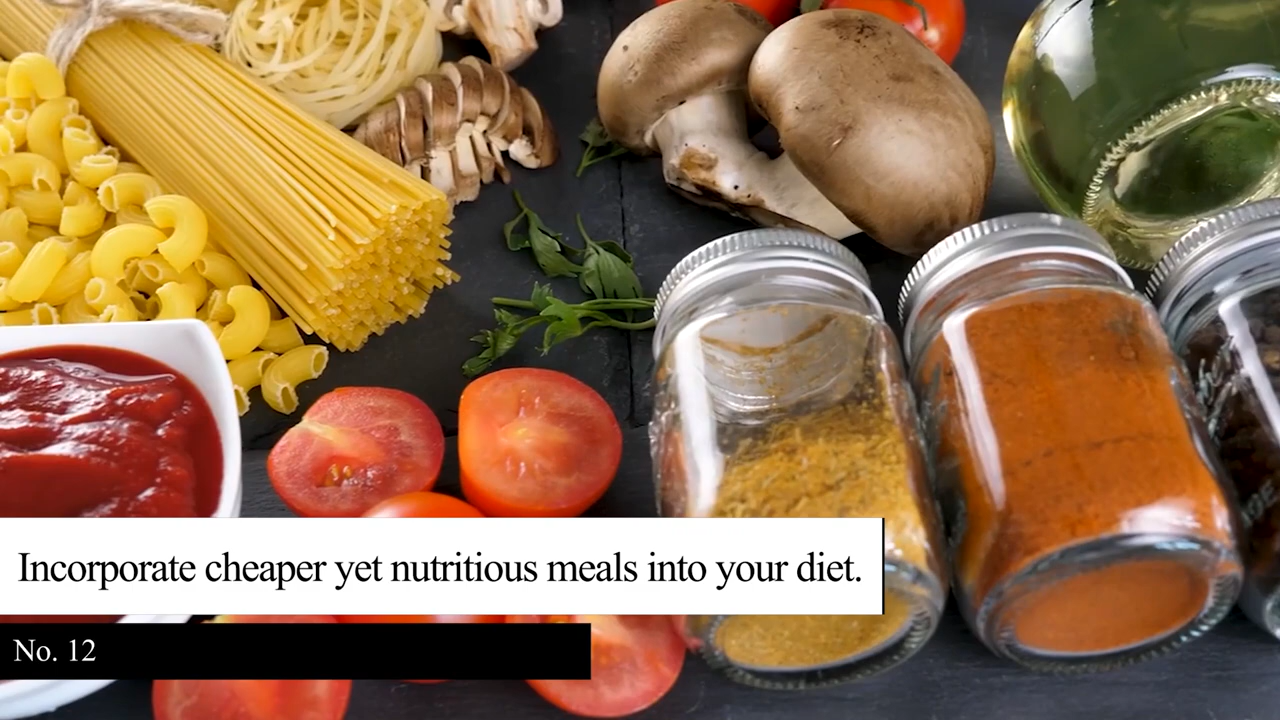 Incorporate cheaper yet nutritious meals into your diet.
No. 12